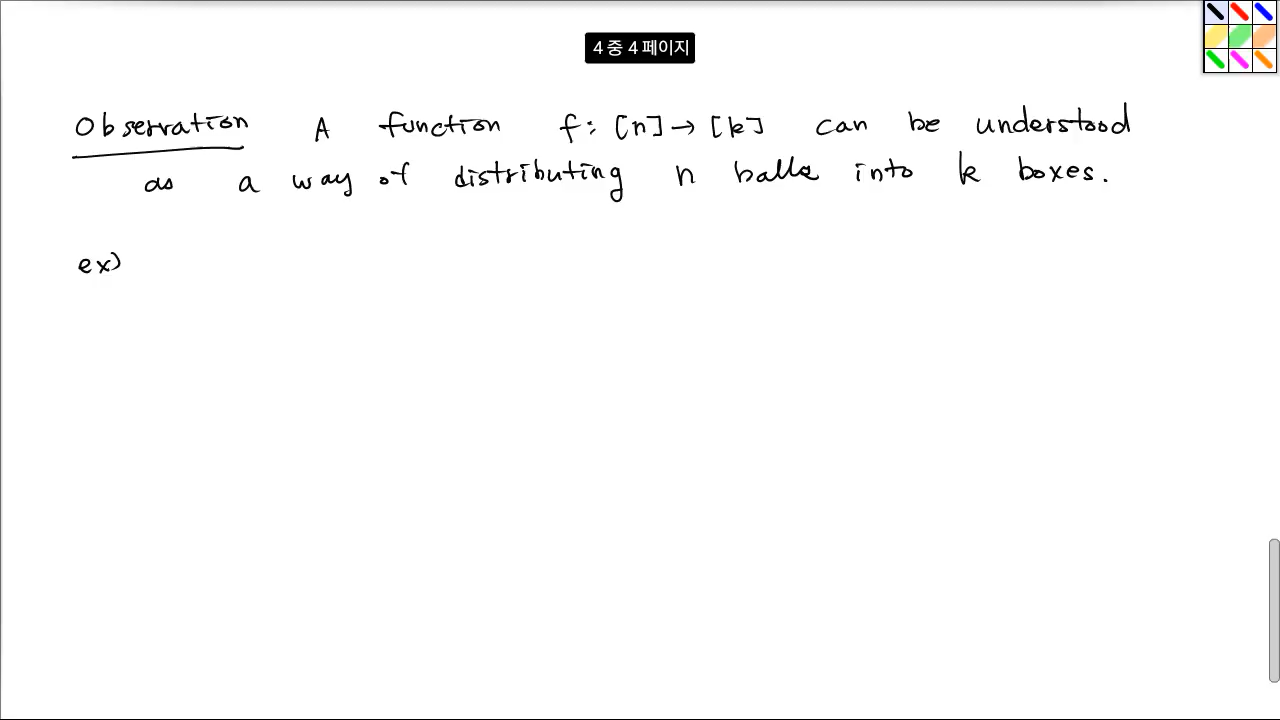 4 중 4 페이지
Observation A function f: [n] → [k] can be understood
as a way of distributing n balls into k boxes.
ex)